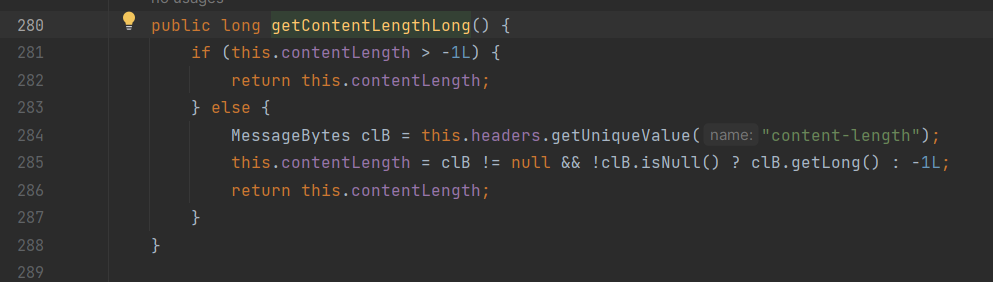 no usages
280 public long getContentLengthLong() {
281 if (this.contentLength > -1L) {
282 return this.contentLength;
283 } else {
284 MessageBytes clB = this.headers.getUniqueValue( name: "content-length");
285 this.contentLength = clB != null && !clB.isNull() ? clB.getLong() : -1L;
286 return this.contentLength;
287 }
288 }
289